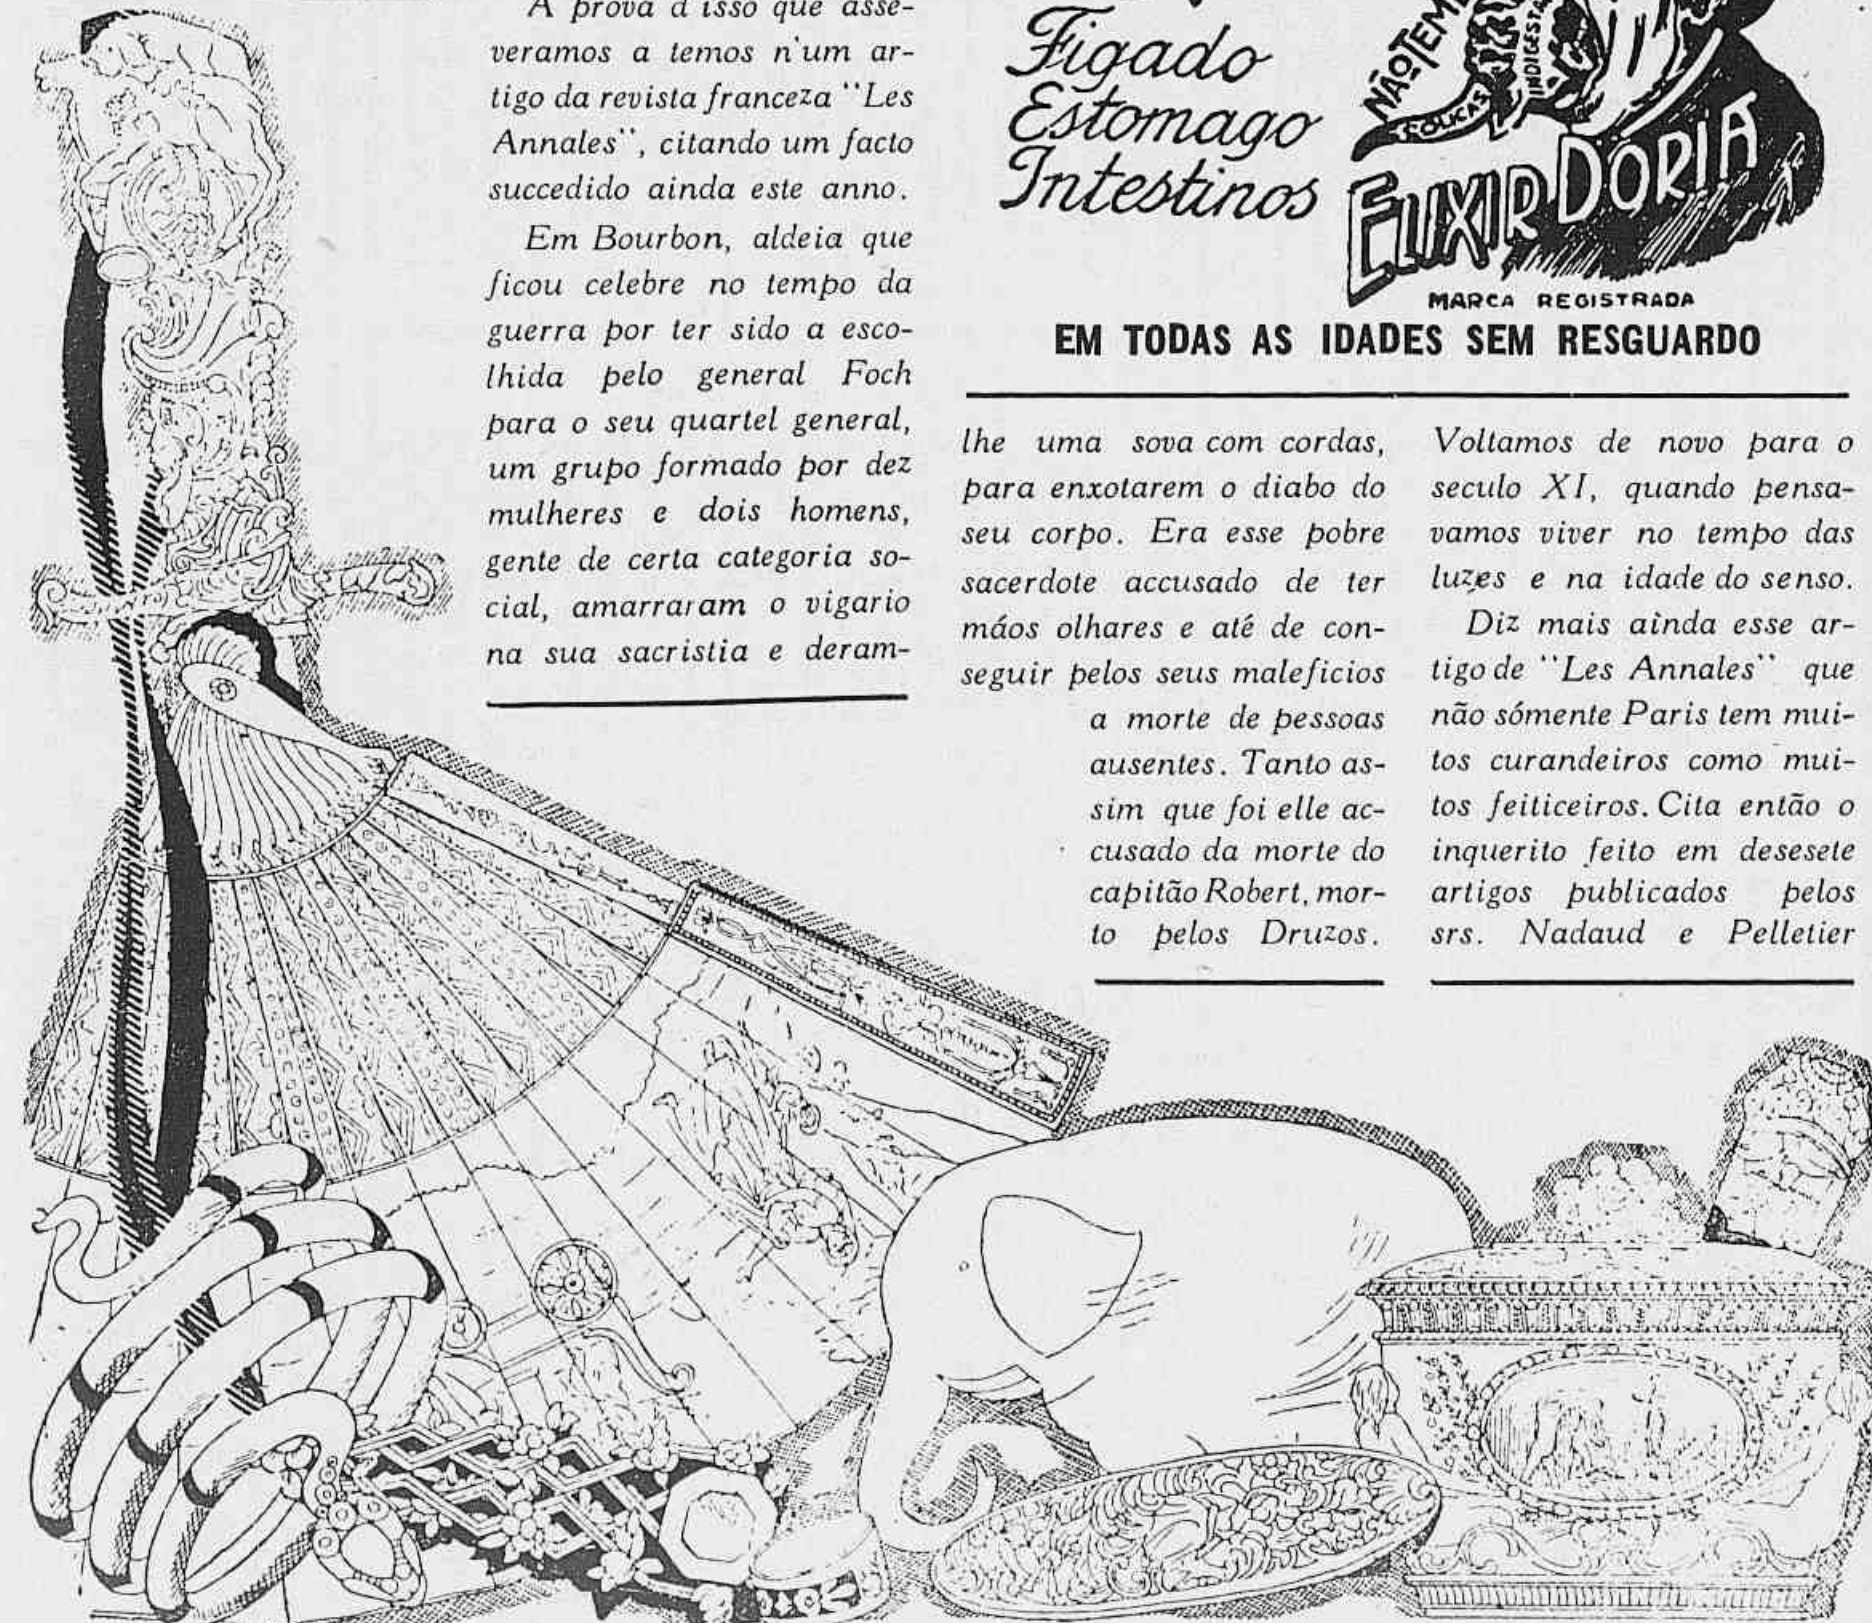 A prova d'isso que asse-
veramos a temos n'um ar-
tigo da revista franceza "Les
Annales", citando um facto
succedido ainda este anno.
Em Bourbon, aldeia que
ficou celebre no tempo da
guerra por ter sido a esco-
lhida pelo general Foch
para o seu quartel general,
um grupo formado por dez
mulheres e dois homens,
gente de certa categoria so-
cial, amarraram o vigario
na sua sacristia e deram-
Figado
Estomago
Intestinos
NÃO TEME
COLICAS
ELIXIR DORIA
MARCA REGISTRADA
EM TODAS AS IDADES SEM RESGUARDO
lhe uma sova com cordas,
para enxotarem o diabo do
seu corpo. Era esse pobre
sacerdote accusado de ter
máos olhares e até de con-
seguir pelos seus maleficios
a morte de pessoas
ausentes. Tanto as-
sim que foi elle ac-
cusado da morte do
capitão Robert, mor-
to pelos Druzos.
Voltamos de novo para o
seculo XI, quando pensa-
vamos viver no tempo das
luzes e na idade do senso.
Diz mais ainda esse ar-
tigo de "Les Annales" que
não sómente Paris tem mui-
tos curandeiros como mui-
tos feiticeiros. Cita então o
inquerito feito em desesete
artigos publicados pelos
srs. Nadaud e Pelletier